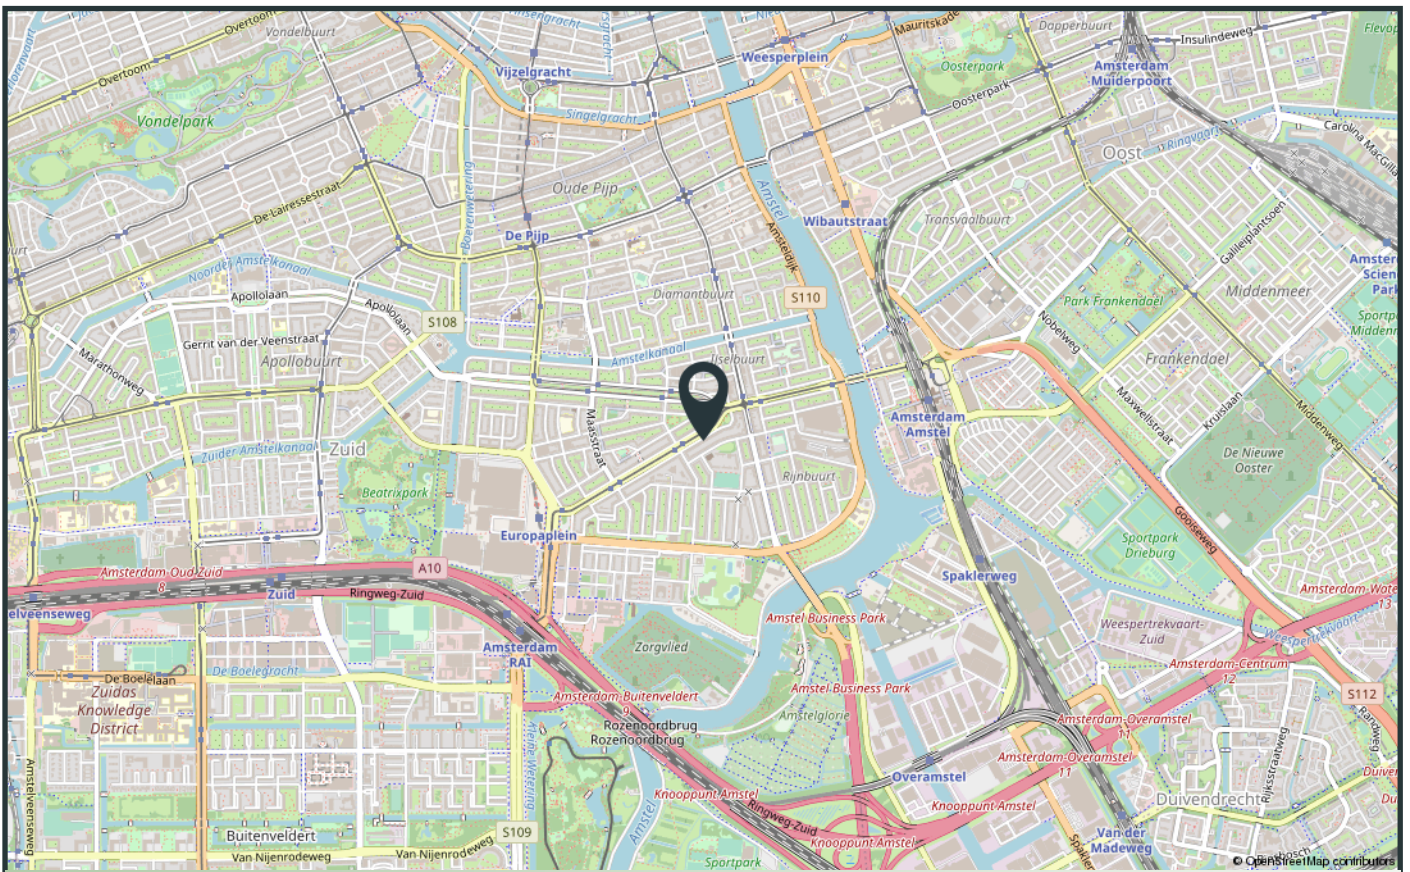 Overtoom
Vondelbuurt
Singelgracht
Mauritskade
Dapperbuurt
Insulindeweg
Overtoom
Vijzelgracht
Weesperplein
Oosterpark
Amsterdam
Muiderpoort
Oosterpark
Vondelpark
Singelgracht
Oost
Ringvaart
De Lairessestraat
Boerenwetering
Oude Pijp
Amstel
Wibautstraat
Transvaalbuurt
Galileïplantsoen
De Pijp
Amsteldijk
Noorder Amstelkanaal
Apollolaan
Apollolaan
Diamantbuurt
S110
Park Frankendael
Middenmeer
S108
Nobelweg
Gerrit van der Veenstraat
Apollobuurt
Marathonweg
Amstelkanaal
IJselbuurt
Frankendael
Maxwellstraat
Kruislaan
Middenweg
Maasstraat
Amsterdam
Amstel
Zuid
Zuider Amstelkanaal
De Nieuwe
Ooster
Beatrixpark
Rijnbuurt
Gooiseweg
Europaplein
Sportpark
Drieburg
A10
Amsterdam-Oud-Zuid
8
Zuid
Ringweg-Zuid
Spaklerweg
13
Amstel Business Park
Weespertrekvaart-
Zuid
Weespertrekvaart
Amsterdam
RAI
Zorgvlied
De Boelegracht
De Boelelaan
Amsterdam-Centrum
12
Zuidas
Knowledge
District
Amsterdam-Buitenveldert
9
Amstel Business Park
S112
Rozenoordbrug
Rozenoordbrug
Amstelglorie
Amsterdam-Overamstel
11
Randweg
Amsterdam-Overamstel
11
Rijksstraatweg
Amstelveenseweg
Overamstel
Knooppunt Amstel
Knooppunt Amstel
Duivendrecht
Ringweg-Zuid
Amstel
Buitenveldert
S109
Van der
Madeweg
Knooppunt Amstel
Van Nijenrodeweg
Van Nijenrodeweg
Sportpark
© OpenStreetMap contributors